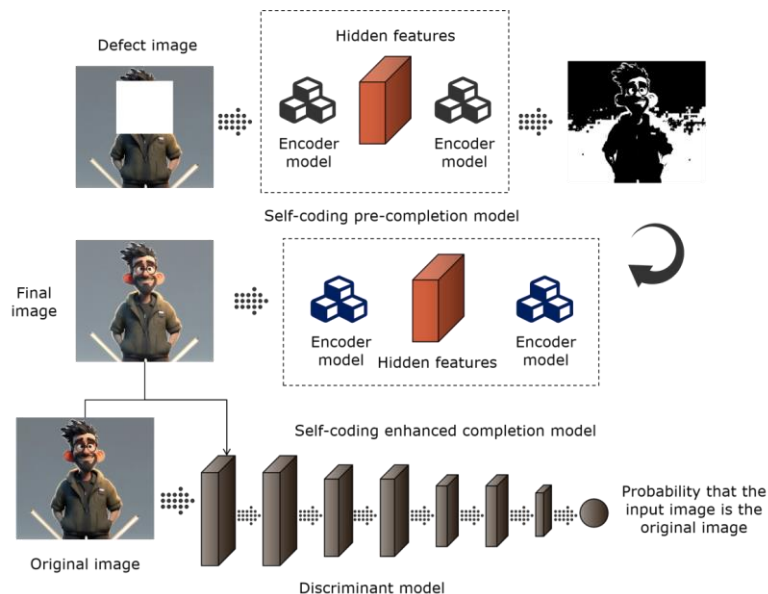 Defect image
Hidden features
Encoder
model
Encoder
model
Self-coding pre-completion model
Final
image
Encoder
model
Hidden features
Encoder
model
Self-coding enhanced completion model
Original image
Probability that the
input image is the
original image
Discriminant model